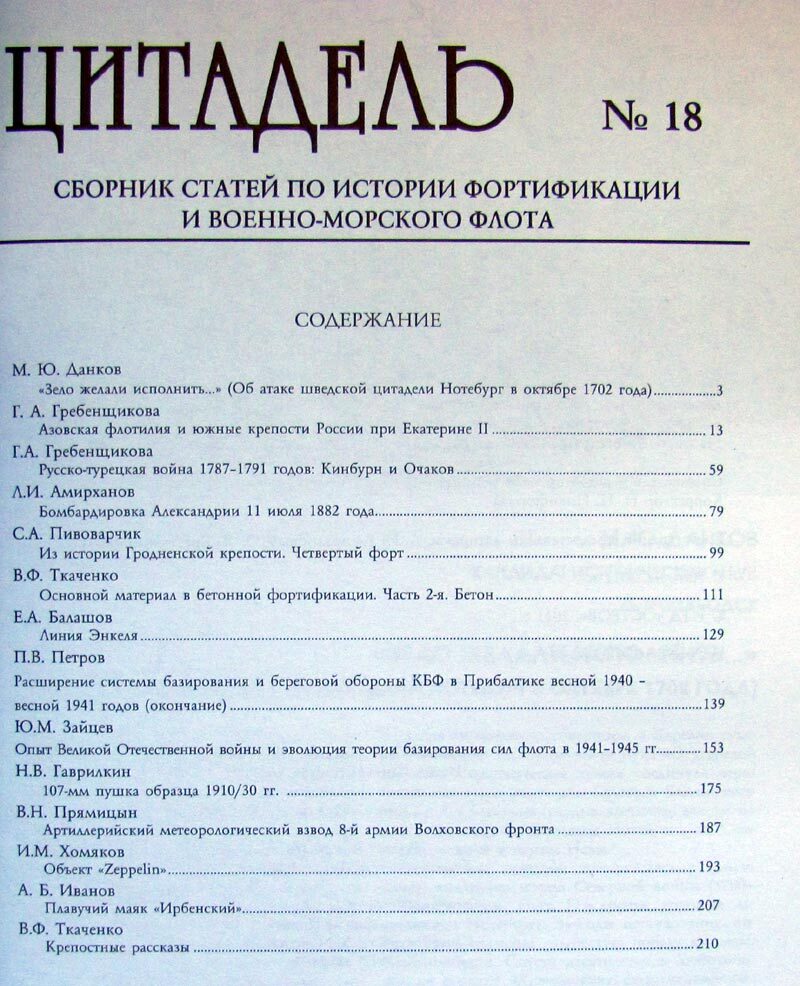 ЦИТАДЕЛЬ
№ 18
СБОРНИК СТАТЕЙ ПО ИСТОРИИ ФОРТИФИКАЦИИ
И ВОЕННО-МОРСКОГО ФЛОТА
СОДЕРЖАНИЕ
М. Ю. Данков
«Зело желали исполнить...» (Об атаке шведской цитадели Нотебург в октябре 1702 года).................3
Г. А. Гребенщикова
Азовская флотилия и южные крепости России при Екатерине II ............ 13
Г.А. Гребенщикова
Русско-турецкая война 1787-1791 годов: Кинбурн и Очаков............ 59
Л.И. Амирханов
Бомбардировка Александрии 11 июля 1882 года............ 79
С.А. Пивоварчик
Из истории Гродненской крепости. Четвертый форт ............ 99
В.Ф. Ткаченко
Основной материал в бетонной фортификации. Часть 2-я. Бетон............ 111
Е.А. Балашов
Линия Энкеля............ 129
П.В. Петров
Расширение системы базирования и береговой обороны КБФ в Прибалтике весной 1940 -
весной 1941 годов (окончание) ............139
Ю.М. Зайцев
Опыт Великой Отечественной войны и эволюция теории базирования сил флота в 1941-1945 гг............ 153
Н.В. Гаврилкин
107-мм пушка образца 1910/30 гг. ............ 175
В.Н. Прямицын
Артиллерийский метеорологический взвод 8-й армии Волховского фронта ............ 187
И.М. Хомяков
Объект «Zeppelin»............ 193
А. Б. Иванов
Плавучий маяк «Ирбенский»............ 207
В.Ф. Ткаченко
Крепостные рассказы ............ 210